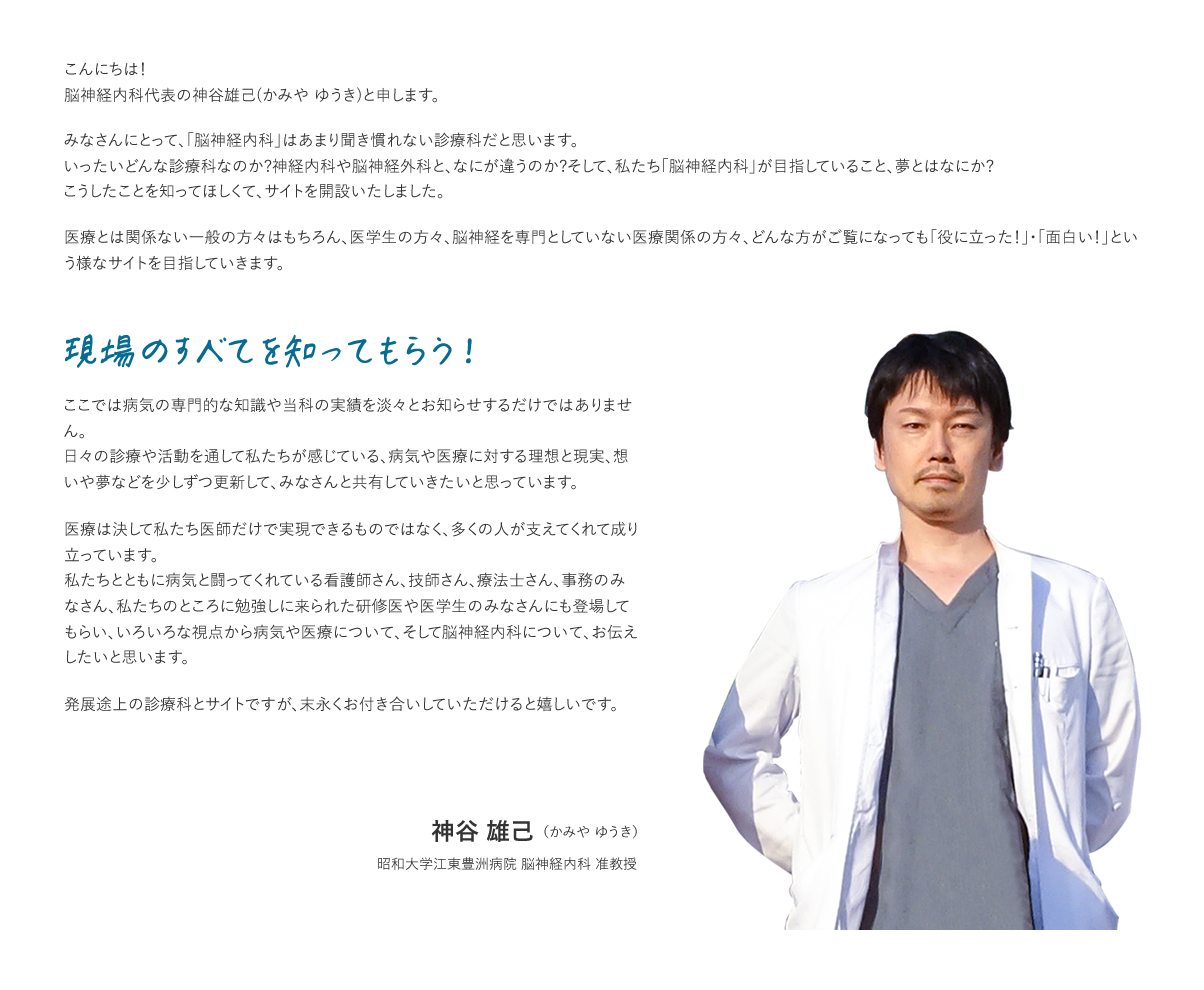 こんにちは！
脳神経内科代表の神谷雄己(かみや ゆうき)と申します。
みなさんにとって、「脳神経内科」はあまり聞き慣れない診療科だと思います。
いったいどんな診療科なのか？神経内科や脳神経外科と、なにが違うのか？そして、私たち「脳神経内科」が目指していること、夢とはなにか？
こうしたことを知ってほしくて、サイトを開設いたしました。
医療とは関係ない一般の方々はもちろん、医学生の方々、脳神経を専門としていない医療関係の方々、どんな方がご覧になっても「役に立った！」・「面白い！」とい
う様なサイトを目指していきます。
現場のすべてを知ってもらう！
ここでは病気の専門的な知識や当科の実績を淡々とお知らせするだけではありませ
ん。
日々の診療や活動を通して私たちが感じている、病気や医療に対する理想と現実、想
いや夢などを少しずつ更新して、みなさんと共有していきたいと思っています。
医療は決して私たち医師だけで実現できるものではなく、多くの人が支えてくれて成り
立っています。
私たちとともに病気と闘ってくれている看護師さん、技師さん、療法士さん、事務のみ
なさん、私たちのところに勉強しに来られた研修医や医学生のみなさんにも登場して
もらい、いろいろな視点から病気や医療について、そして脳神経内科について、お伝え
したいと思います。
発展途上の診療科とサイトですが、末永くお付き合いしていただけると嬉しいです。
神谷 雄己 （かみや ゆうき）
昭和大学江東豊洲病院 脳神経内科 准教授